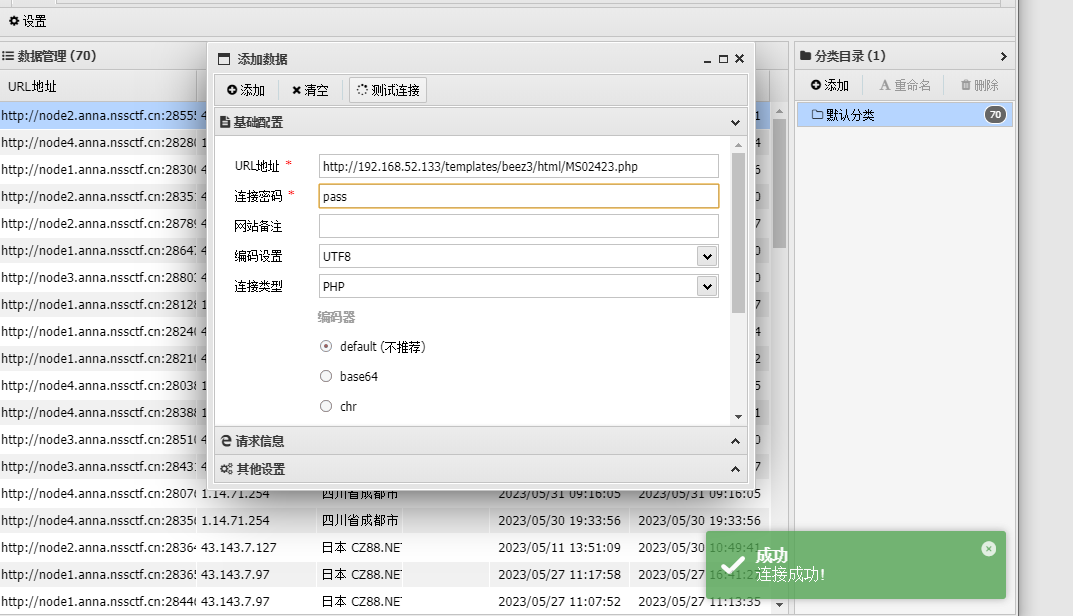 设置
数据管理 (70)
URL地址
http://node2.anna.nssctf.cn:2855
http://node4.anna.nssctf.cn:2828
http://node1.anna.nssctf.cn:2830
http://node2.anna.nssctf.cn:2835
http://node2.anna.nssctf.cn:2878
http://node1.anna.nssctf.cn:2864
http://node3.anna.nssctf.cn:2880
http://node1.anna.nssctf.cn:2812
http://node1.anna.nssctf.cn:2824
http://node1.anna.nssctf.cn:2821
http://node4.anna.nssctf.cn:2803
http://node4.anna.nssctf.cn:2838
http://node2.anna.nssctf.cn:2851
http://node3.anna.nssctf.cn:2843
http://node4.anna.nssctf.cn:2807 1.14.71.254 四川省成都市 2023/05/31 09:16:05 2023/05/31 09:16:05
http://node4.anna.nssctf.cn:2835 1.14.71.254 四川省成都市 2023/05/30 19:33:56 2023/05/30 19:33:56
http://node2.anna.nssctf.cn:2836 43.143.7.127 日本 CZ88.NE 2023/05/11 13:51:09 2023/05/30 10:49:41
http://node1.anna.nssctf.cn:2836 43.143.7.97 日本 CZ88.NE 2023/05/27 11:17:58 16:41:2
http://node1.anna.nssctf.cn:2844 43.143.7.97 日本 CZ88.NE 2023/05/27 11:07:52 2023/05/27 11:13:35
添加数据
添加 清空 测试连接
基础配置
URL地址 * http://192.168.52.133/templates/beez3/html/MS02423.php
连接密码 * pass
网站备注
编码设置 UTF8
连接类型 PHP
编码器
default (不推荐)
base64
chr
请求信息
其他设置
分类目录 (1)
添加 重命名 删除
默认分类 70
成功
连接成功!